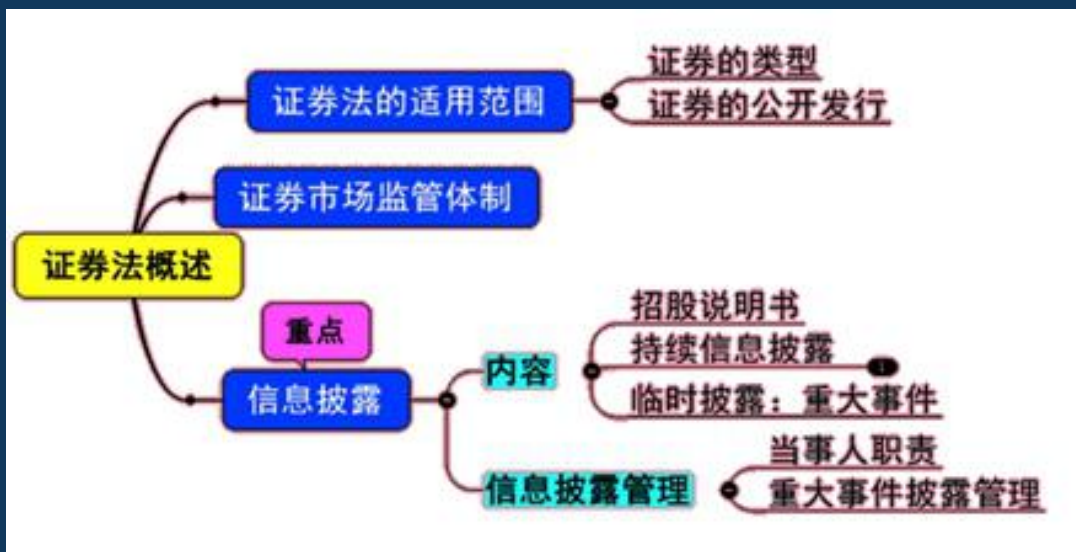 证券法概述
证券法的适用范围
证券的类型
证券的公开发行
证券市场监管体制
重点
信息披露
内容
招股说明书
持续信息披露
临时披露：重大事件
信息披露管理
当事人职责
重大事件披露管理